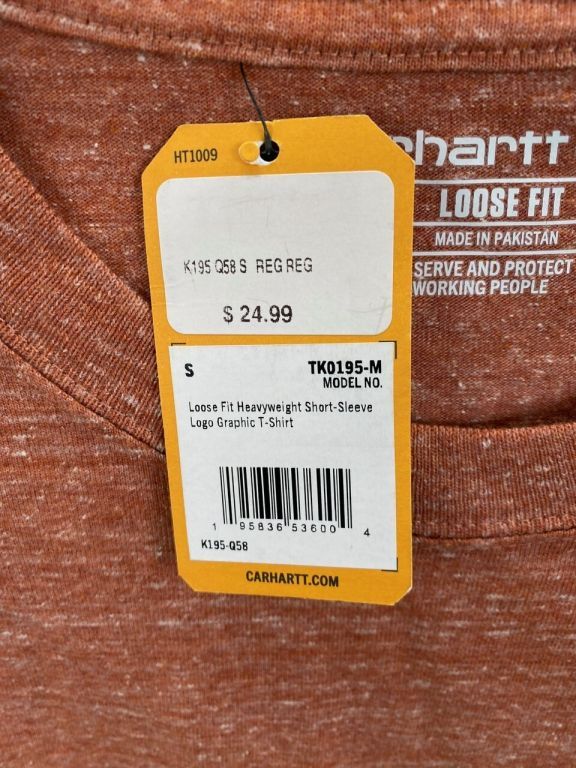 HT1009
K195 Q58 S REG REG
$ 24.99
S TK0195-M
MODEL NO.
Loose Fit Heavyweight Short-Sleeve
Logo Graphic T-Shirt
1 95836 53600 4
K195-Q58
CARHARTT.COM
hartt
LOOSE FIT
MADE IN PAKISTAN
SERVE AND PROTECT
WORKING PEOPLE